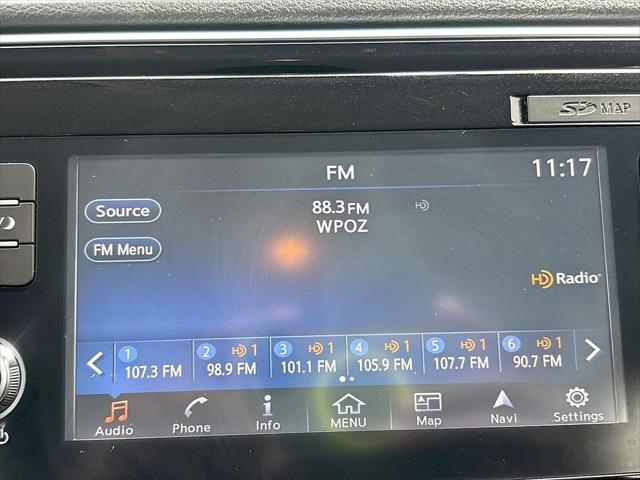 SD MAP
FM 11:17
Source 88.3 FM HD
WPOZ
FM Menu
HD Radio
1 2 HD 1 3 HD 1 4 HD 1 5 HD 1 6 HD 1
107.3 FM 98.9 FM 101.1 FM 105.9 FM 107.7 FM 90.7 FM
Audio Phone Info MENU Map Navi Settings